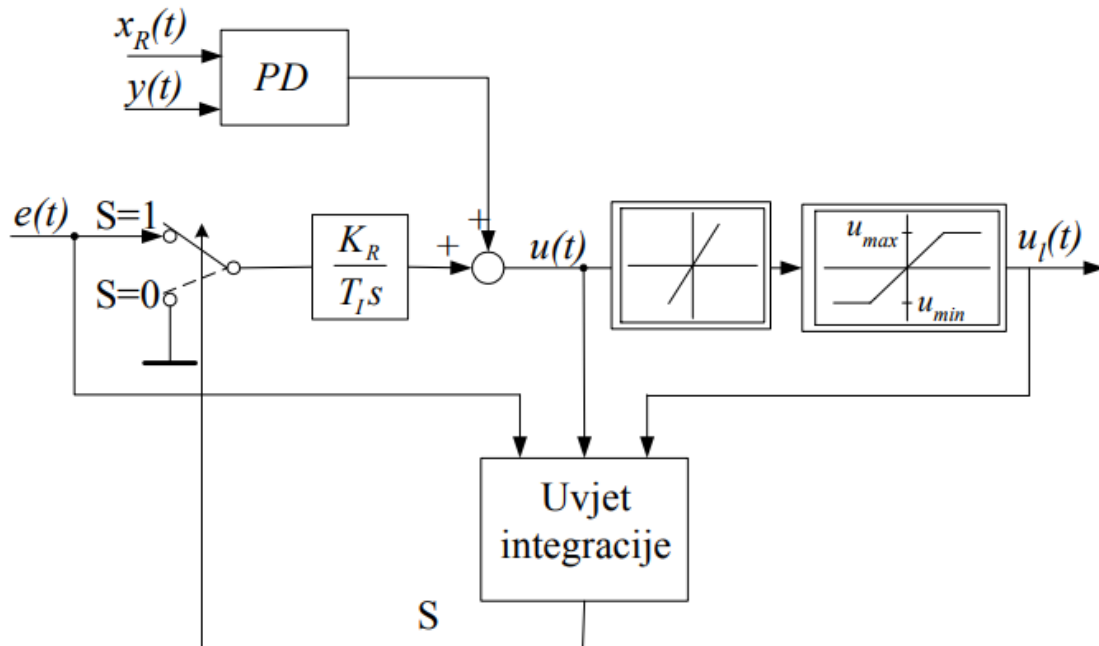 x_R(t)
y(t)
PD
e(t)
S=1
S=0
K_R
T_I s
+
+
u(t)
u_max
u_min
u_l(t)
Uvjet
integracije
S